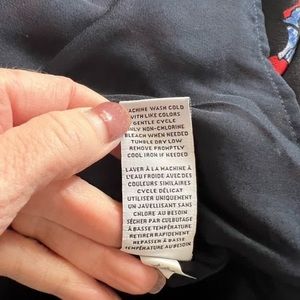 ACHINE WASH COLD
WITH LIKE COLORS
GENTLE CYCLE
ONLY NON-CHLORINE
BLEACH WHEN NEEDED
TUMBLE DRY LOW
REMOVE PROMPTLY
COOL IRON IF NEEDED
LAVER À LA MACHINE À
L'EAU FROIDE AVEC DES
COULEURS SIMILAIRES
CYCLE DÉLICAT
UTILISER UNIQUEMENT
UN JAVELLISANT SANS
CHLORE AU BESOIN
SÉCHER PAR CULBUTAGE
À BASSE TEMPÉRATURE
RETIRER RAPIDEMENT
REPASSER À BASSE
TEMPÉRATURE AU BESOIN